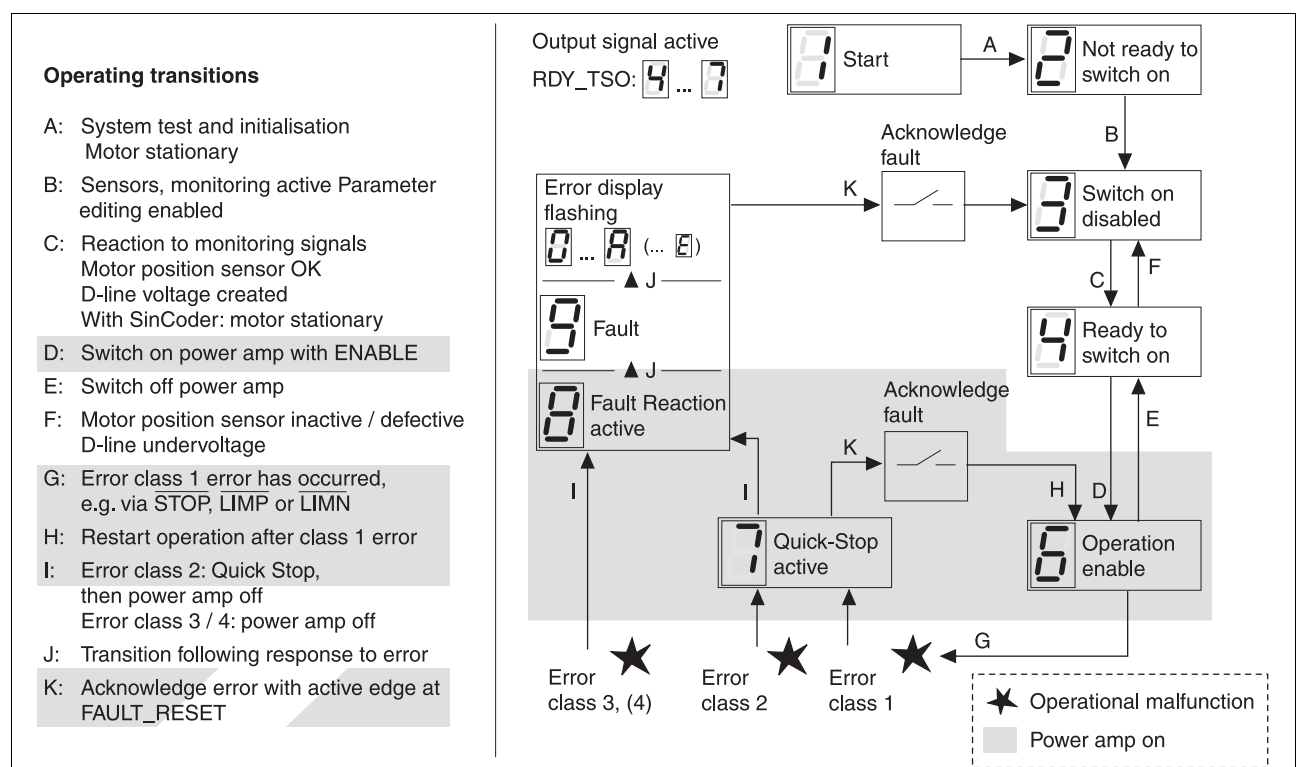 Operating transitions
A: System test and initialisation
Motor stationary
B: Sensors, monitoring active Parameter
editing enabled
C: Reaction to monitoring signals
Motor position sensor OK
D-line voltage created
With SinCoder: motor stationary
D: Switch on power amp with ENABLE
E: Switch off power amp
F: Motor position sensor inactive / defective
D-line undervoltage
G: Error class 1 error has occurred,
e.g. via STOP, LIMP or LIMN
H: Restart operation after class 1 error
I: Error class 2: Quick Stop,
then power amp off
Error class 3 / 4: power amp off
J: Transition following response to error
K: Acknowledge error with active edge at
FAULT_RESET
Output signal active
RDY_TSO: 4 ... 7
1 Start
A
2 Not ready to
switch on
B
Acknowledge
fault
K
3 Switch on
disabled
Error display
flashing
0 ... A (... E)
J
9 Fault
J
8 Fault Reaction
active
C
F
4 Ready to
switch on
Acknowledge
fault
K
E
I
I
H
D
7 Quick-Stop
active
6 Operation
enable
G
Error
class 3, (4)
Error
class 2
Error
class 1
Operational malfunction
Power amp on